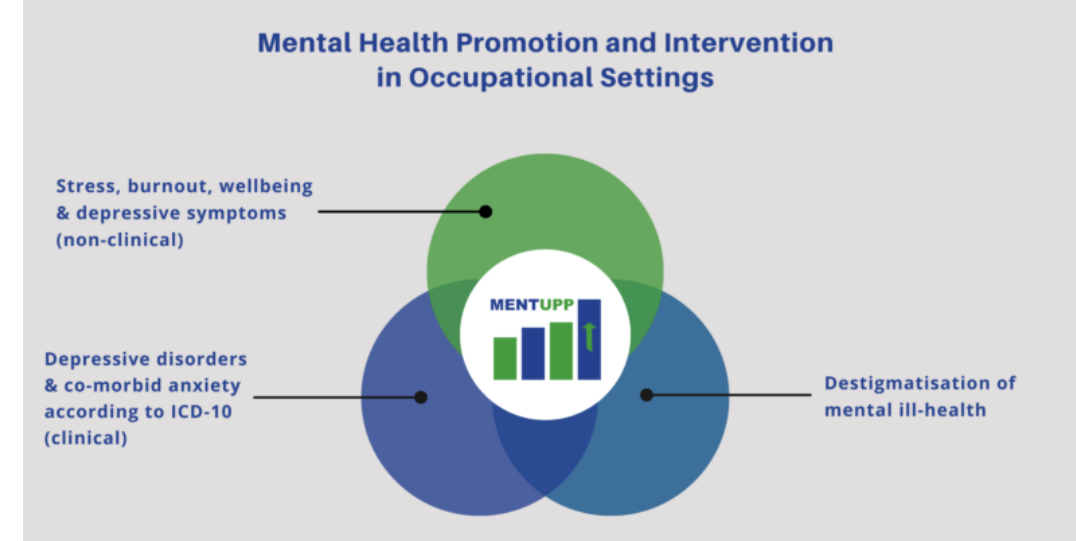 Mental Health Promotion and Intervention
in Occupational Settings
Stress, burnout, wellbeing
& depressive symptoms
(non-clinical)
MENTUPP
Depressive disorders
& co-morbid anxiety
according to ICD-10
(clinical)
Destigmatisation of
mental ill-health